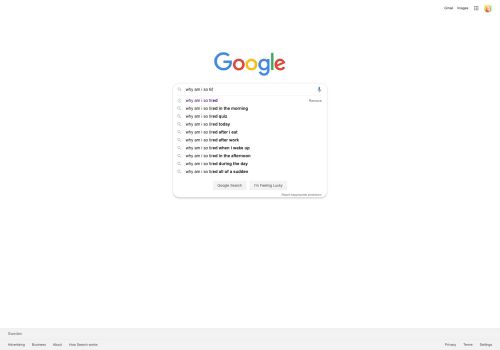 Gmail Images
Google
why am i so tir
why am i so tired Remove
why am i so tired in the morning
why am i so tired quiz
why am i so tired today
why am i so tired after i eat
why am i so tired after work
why am i so tired when i wake up
why am i so tired in the afternoon
why am i so tired during the day
why am i so tired all of a sudden
Google Search I'm Feeling Lucky
Report inappropriate predictions
Sweden
Advertising Business About How Search works Privacy Terms Settings